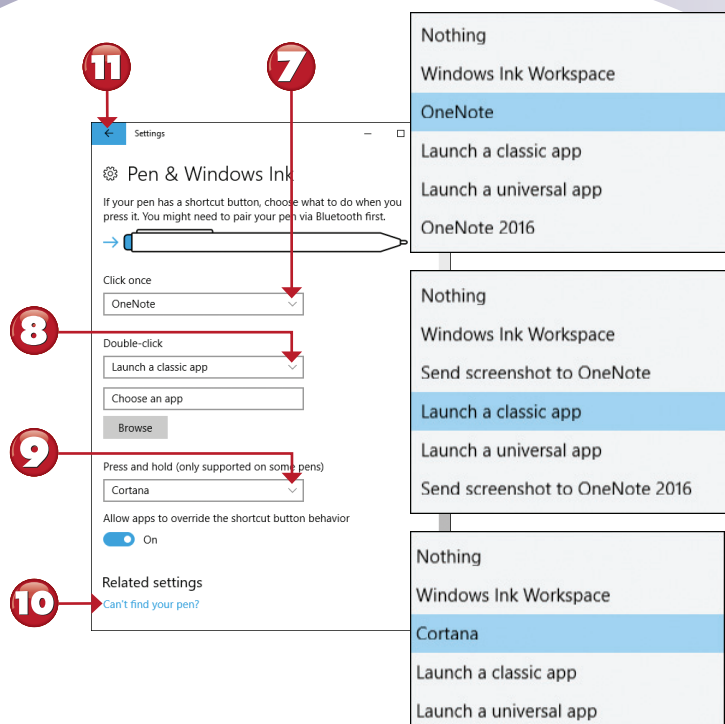 11
7
← Settings
Pen & Windows Ink
If your pen has a shortcut button, choose what to do when you
press it. You might need to pair your pen via Bluetooth first.
Click once
OneNote
8
Double-click
Launch a classic app
Choose an app
Browse
9
Press and hold (only supported on some pens)
Cortana
Allow apps to override the shortcut button behavior
On
Related settings
10
Can't find your pen?
Nothing
Windows Ink Workspace
OneNote
Launch a classic app
Launch a universal app
OneNote 2016
Nothing
Windows Ink Workspace
Send screenshot to OneNote
Launch a classic app
Launch a universal app
Send screenshot to OneNote 2016
Nothing
Windows Ink Workspace
Cortana
Launch a classic app
Launch a universal app